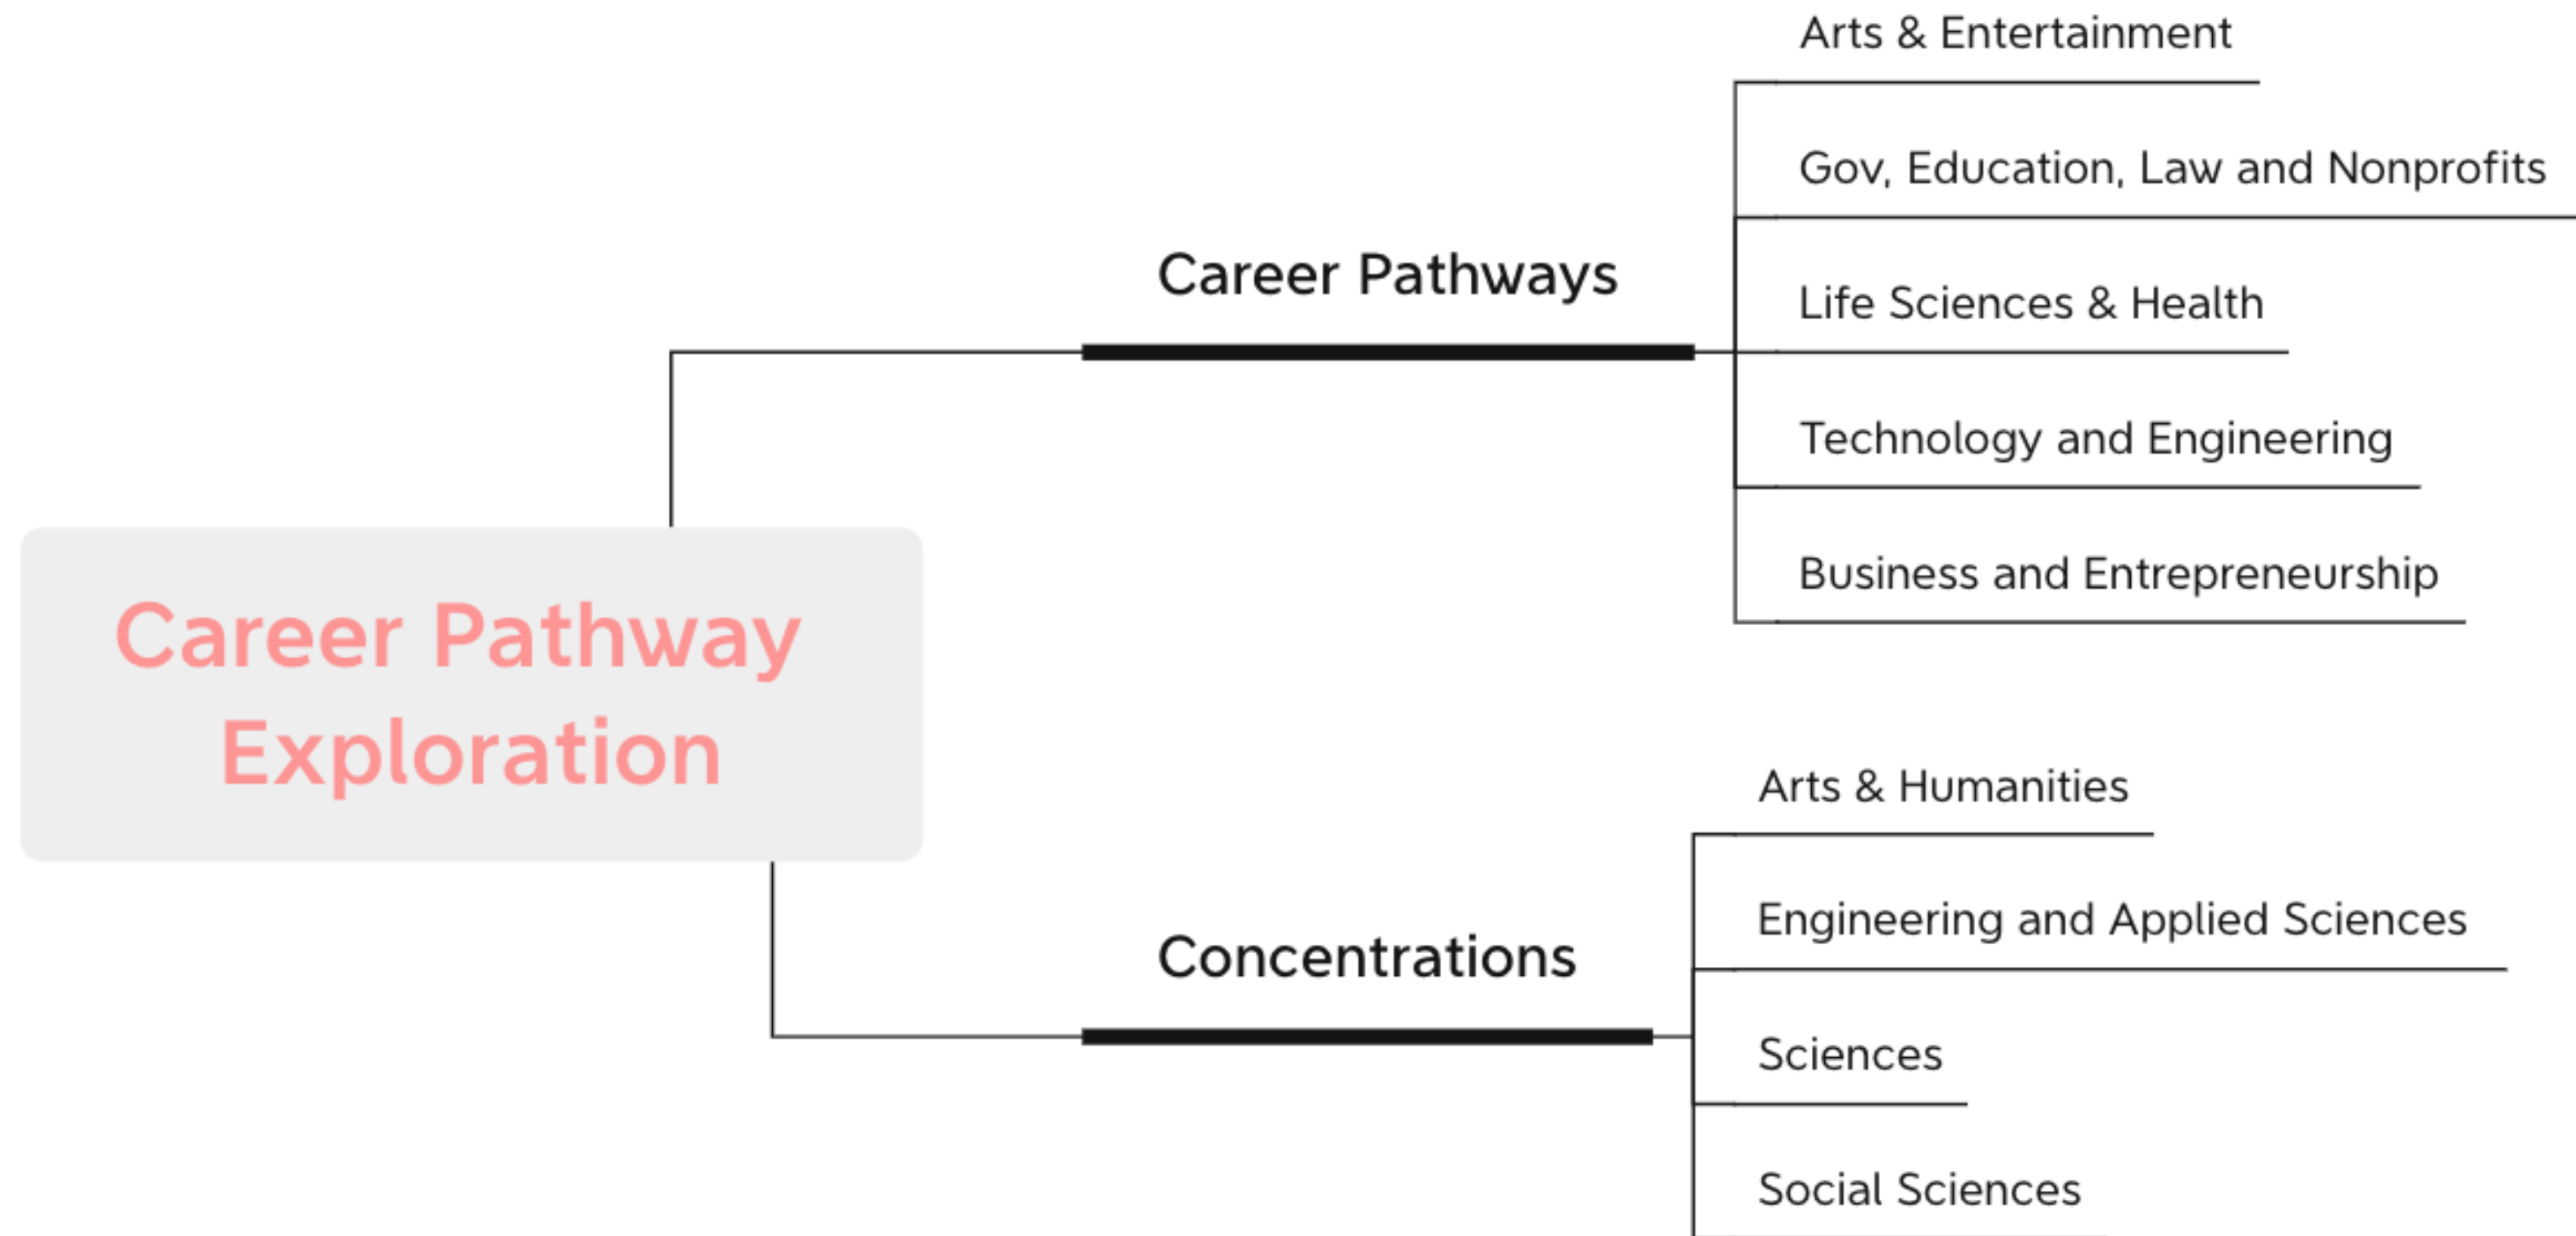 Arts & Entertainment
Gov, Education, Law and Nonprofits
Career Pathways
Life Sciences & Health
Technology and Engineering
Business and Entrepreneurship
Career Pathway
Exploration
Arts & Humanities
Engineering and Applied Sciences
Concentrations
Sciences
Social Sciences